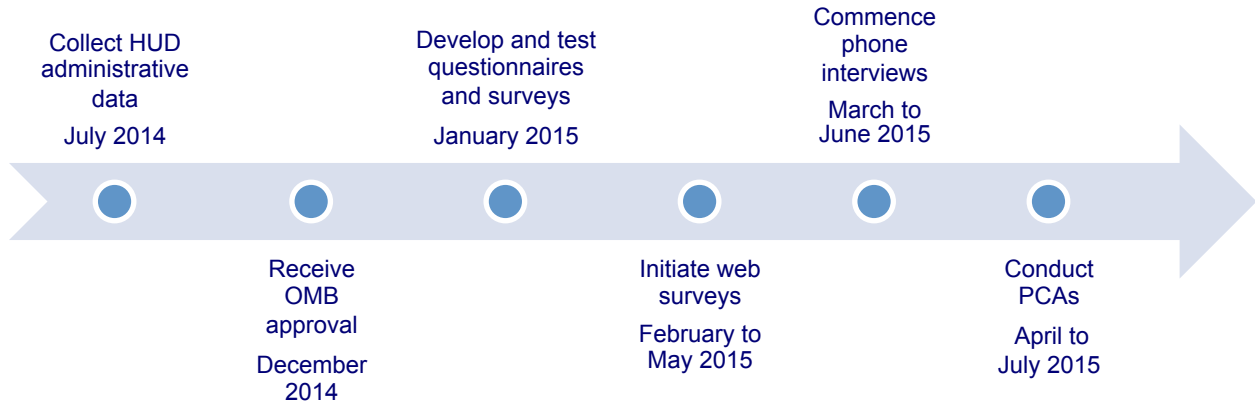 Collect HUD
administrative
data
July 2014
Receive
OMB
approval
December
2014
Develop and test
questionnaires
and surveys
January 2015
Initiate web
surveys
February to
May 2015
Commence
phone
interviews
March to
June 2015
Conduct
PCAs
April to
July 2015